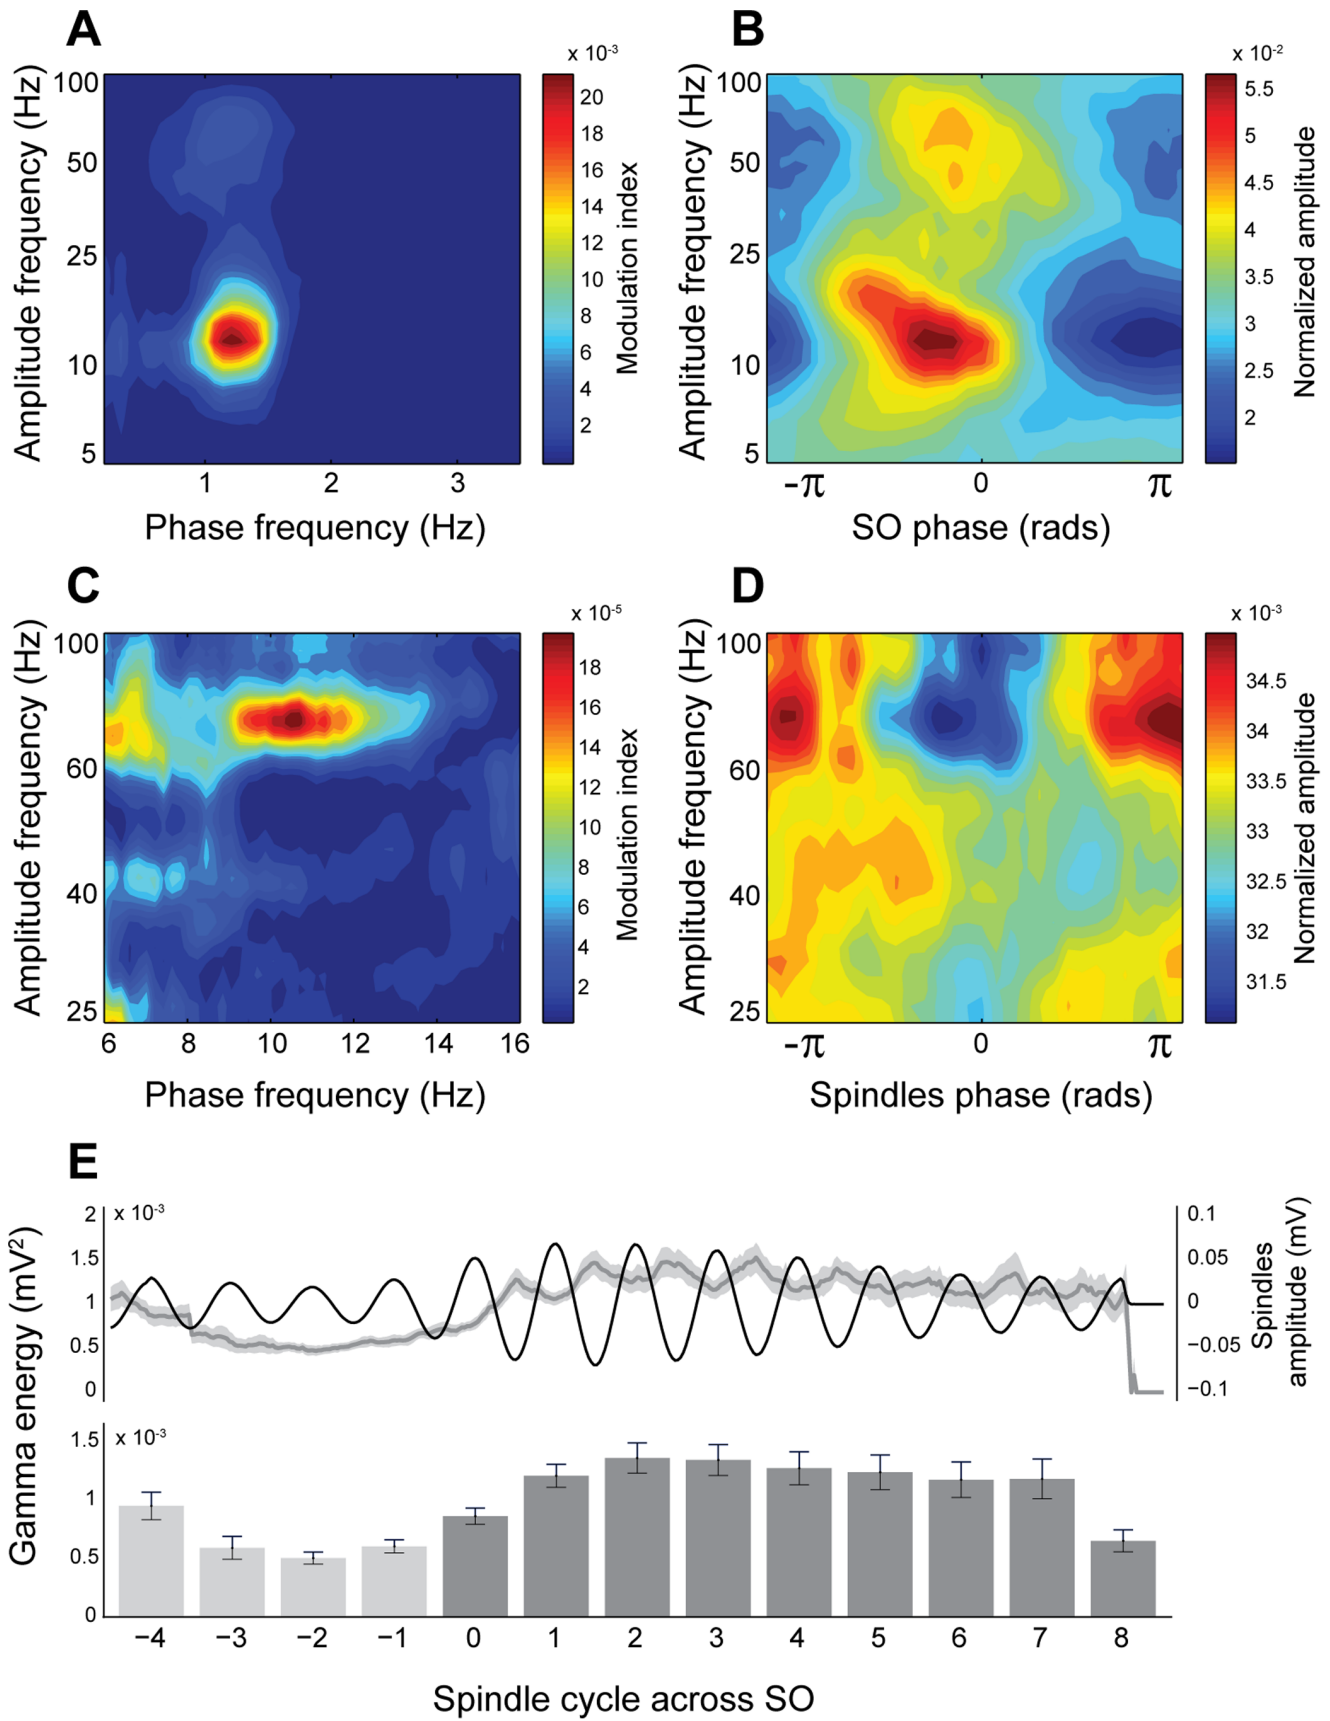 A
x 10-3
Amplitude frequency (Hz)
100
50
25
10
5
1
2
3
Phase frequency (Hz)
20
18
16
14
12
10
8
6
4
2
Modulation index
B
x 10-2
Amplitude frequency (Hz)
100
50
25
10
5
-π
0
π
SO phase (rads)
5.5
5
4.5
4
3.5
3
2.5
2
Normalized amplitude
C
x 10-5
Amplitude frequency (Hz)
100
60
40
25
6
8
10
12
14
16
Phase frequency (Hz)
18
16
14
12
10
8
6
4
2
Modulation index
D
x 10-3
Amplitude frequency (Hz)
100
60
40
25
-π
0
π
Spindles phase (rads)
34.5
34
33.5
33
32.5
32
31.5
Normalized amplitude
E
Gamma energy (mV2)
x 10-3
2
1.5
1
0.5
0
0.1
0.05
0
−0.05
−0.1
Spindles
amplitude (mV)
x 10-3
1.5
1
0.5
0
−4
−3
−2
−1
0
1
2
3
4
5
6
7
8
Spindle cycle across SO